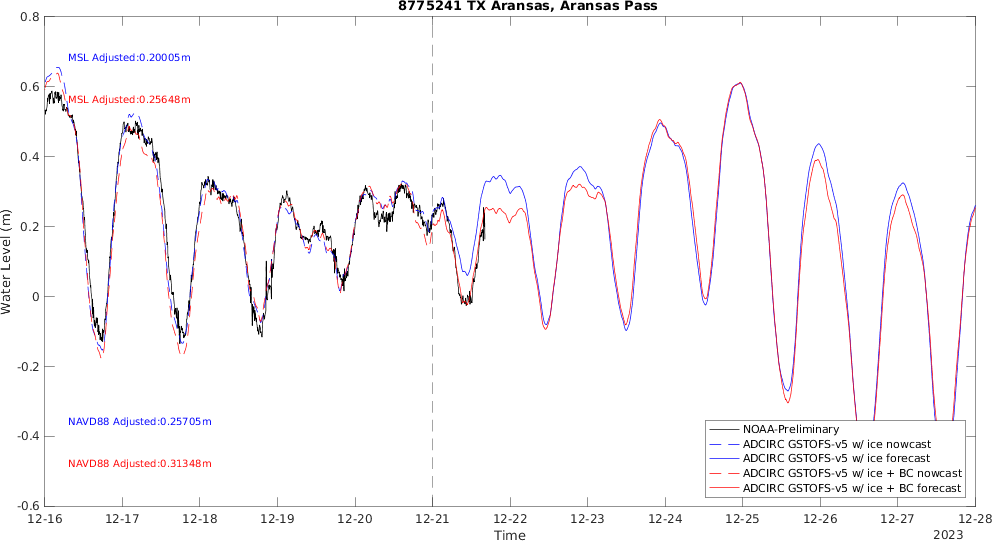 8775241 TX Aransas, Aransas Pass
0.8
0.6
0.4
0.2
0
-0.2
-0.4
-0.6
Water Level (m)
MSL Adjusted:0.20005m
MSL Adjusted:0.25648m
NAVD88 Adjusted:0.25705m
NAVD88 Adjusted:0.31348m
NOAA-Preliminary
ADCIRC GSTOFS-v5 w/ ice nowcast
ADCIRC GSTOFS-v5 w/ ice forecast
ADCIRC GSTOFS-v5 w/ ice + BC nowcast
ADCIRC GSTOFS-v5 w/ ice + BC forecast
12-16 12-17 12-18 12-19 12-20 12-21 12-22 12-23 12-24 12-25 12-26 12-27 12-28
Time
2023